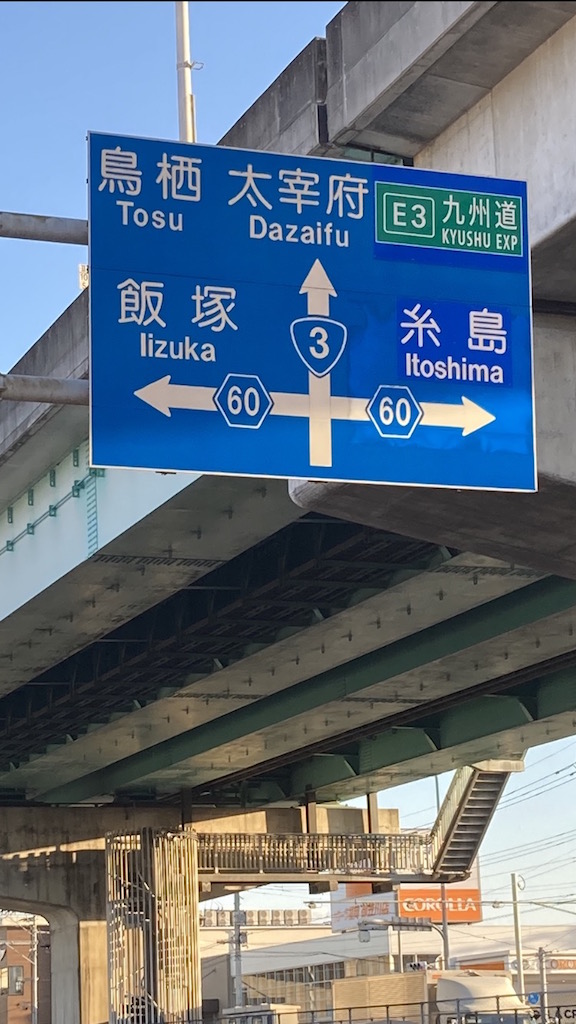 鳥栖 太宰府 E3 九州道
Tosu Dazaifu KYUSHU EXP
飯塚 3 糸島
Iizuka Itoshima
60 60
COROLLA